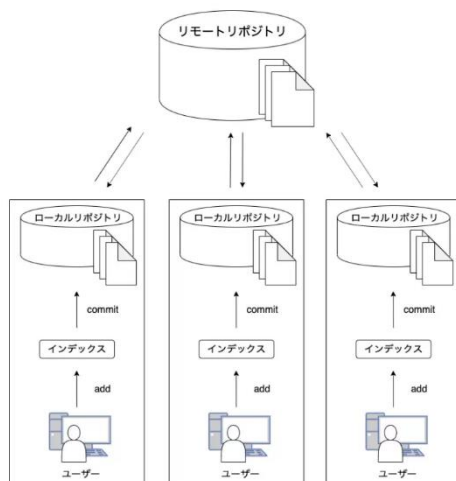 リモートリポジトリ
ローカルリポジトリ
ローカルリポジトリ
ローカルリポジトリ
commit
commit
commit
インデックス
インデックス
インデックス
add
add
add
ユーザー
ユーザー
ユーザー